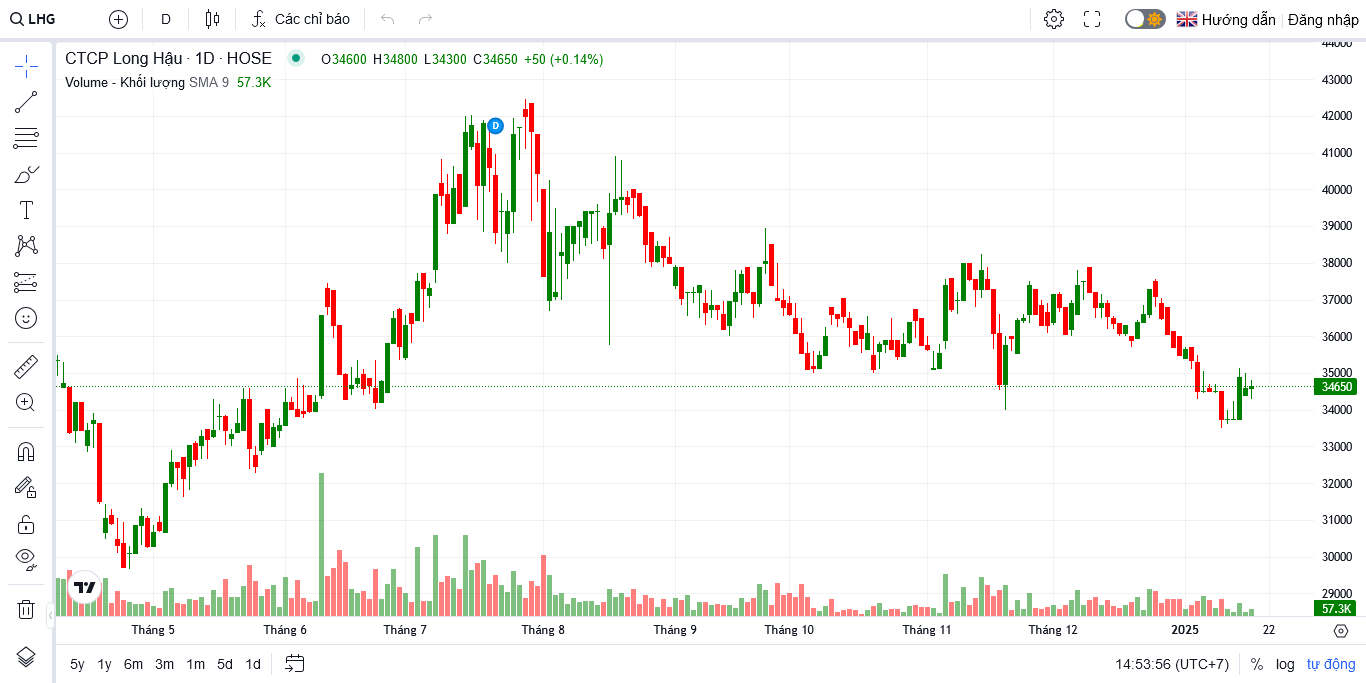 LHG D Các chỉ báo Hướng dẫn Đăng nhập
CTCP Long Hậu · 1D · HOSE O34600 H34800 L34300 C34650 +50 (+0.14%)
Volume - Khối lượng SMA 9 57.3K
D
44000
43000
42000
41000
40000
39000
38000
37000
36000
35000
34650
34000
33000
32000
31000
30000
29000
57.3K
Tháng 5 Tháng 6 Tháng 7 Tháng 8 Tháng 9 Tháng 10 Tháng 11 Tháng 12 2025 22
5y 1y 6m 3m 1m 5d 1d 14:53:56 (UTC+7) % log tự động